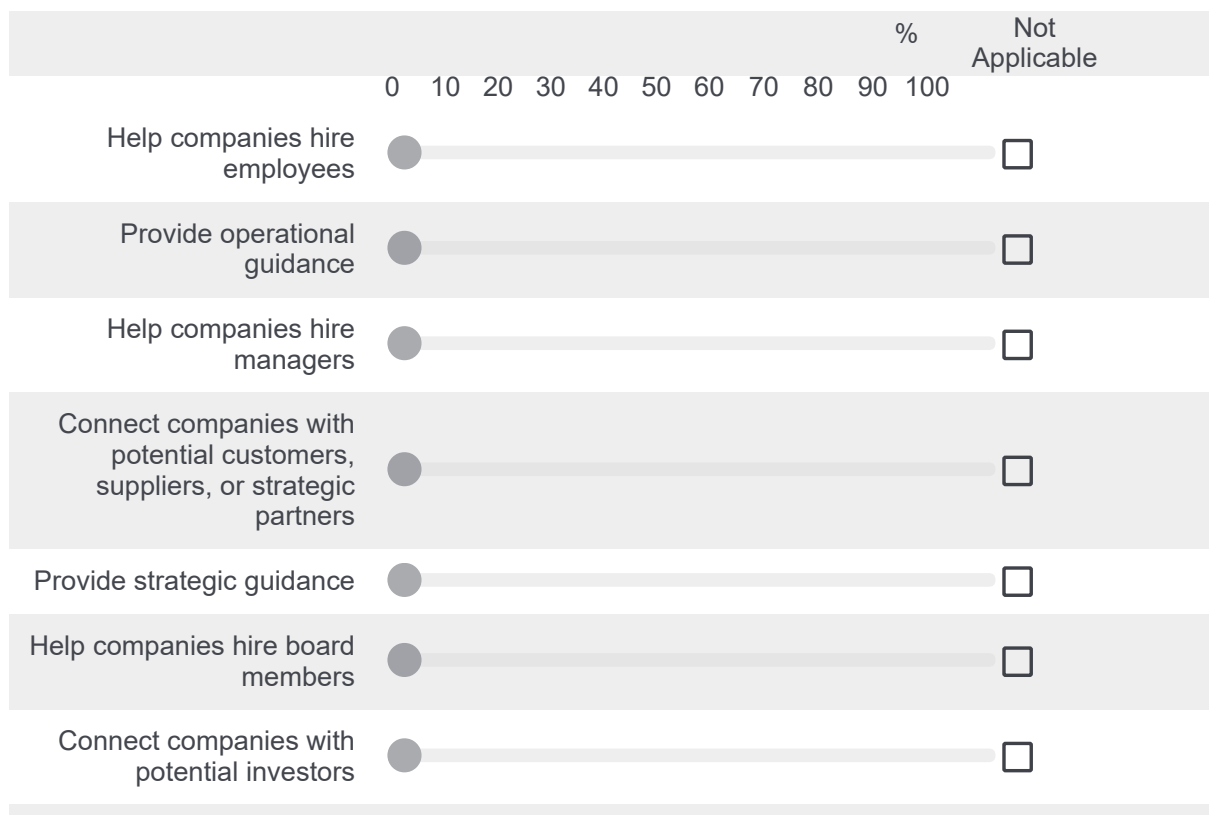 %
Not
Applicable
0 10 20 30 40 50 60 70 80 90 100
Help companies hire
employees
Provide operational
guidance
Help companies hire
managers
Connect companies with
potential customers,
suppliers, or strategic
partners
Provide strategic guidance
Help companies hire board
members
Connect companies with
potential investors